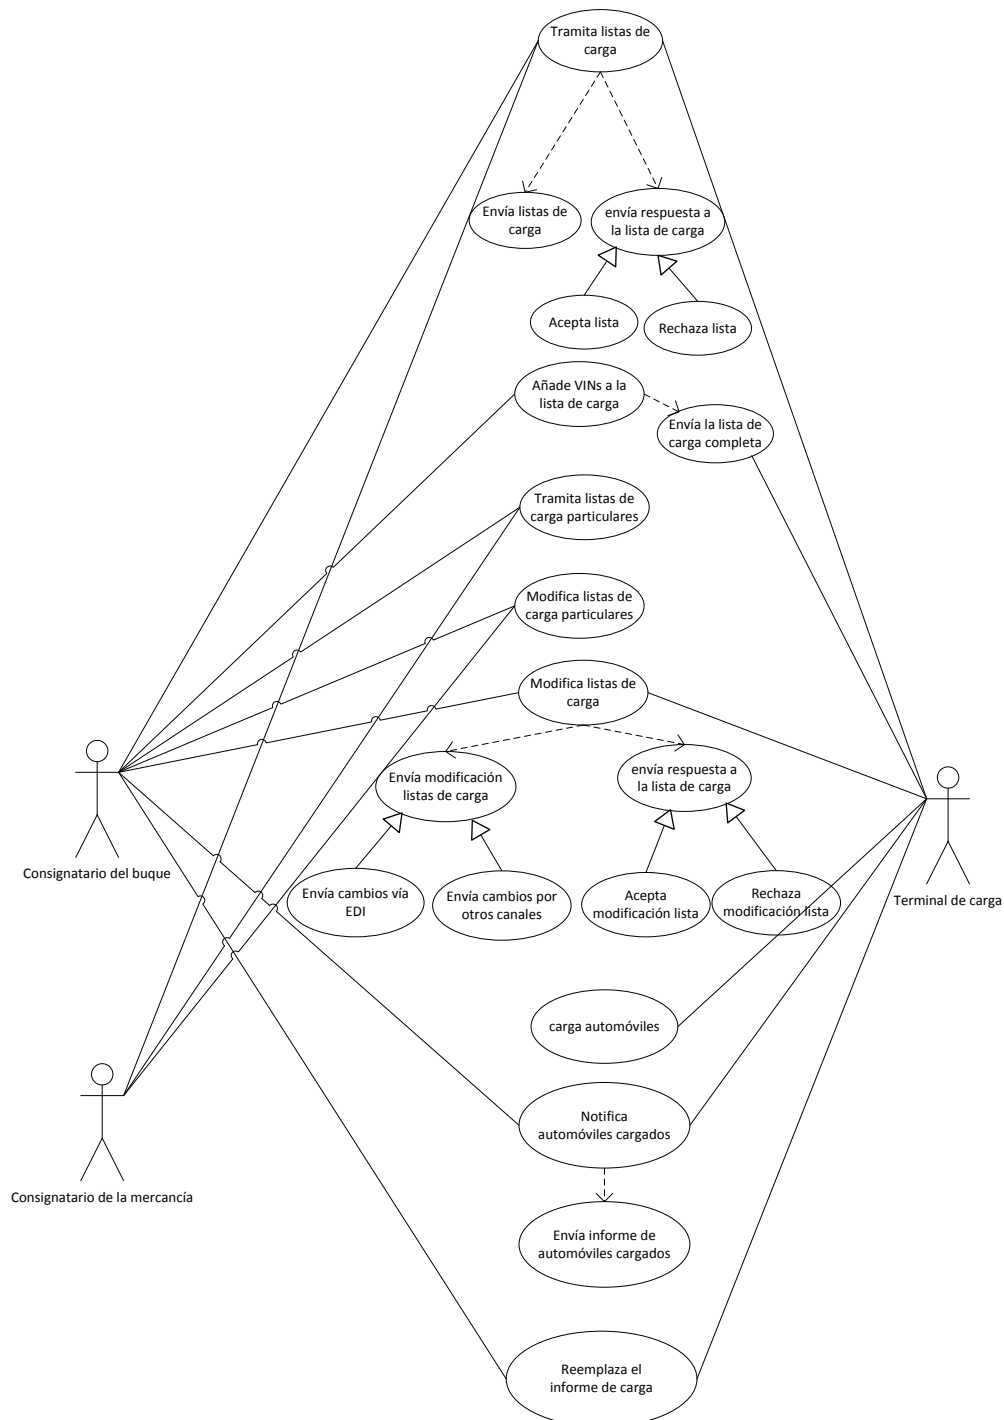 Tramita listas de
carga
Envía listas de
carga
envía respuesta a
la lista de carga
Acepta lista
Rechaza lista
Añade VINs a la
lista de carga
Envía la lista de
carga completa
Tramita listas de
carga particulares
Modifica listas de
carga particulares
Modifica listas de
carga
Envía modificación
listas de carga
envía respuesta a
la lista de carga
Consignatario del buque
Envía cambios vía
EDI
Envía cambios por
otros canales
Acepta
modificación lista
Rechaza
modificación lista
Terminal de carga
carga automóviles
Notifica
automóviles cargados
Consignatario de la mercancía
Envía informe de
automóviles cargados
Reemplaza el
informe de carga